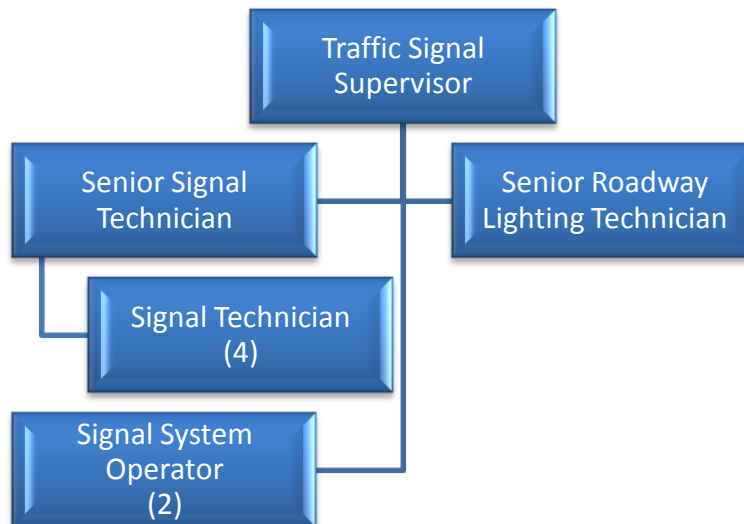 Traffic Signal
Supervisor
Senior Signal
Technician
Senior Roadway
Lighting Technician
Signal Technician
(4)
Signal System
Operator
(2)